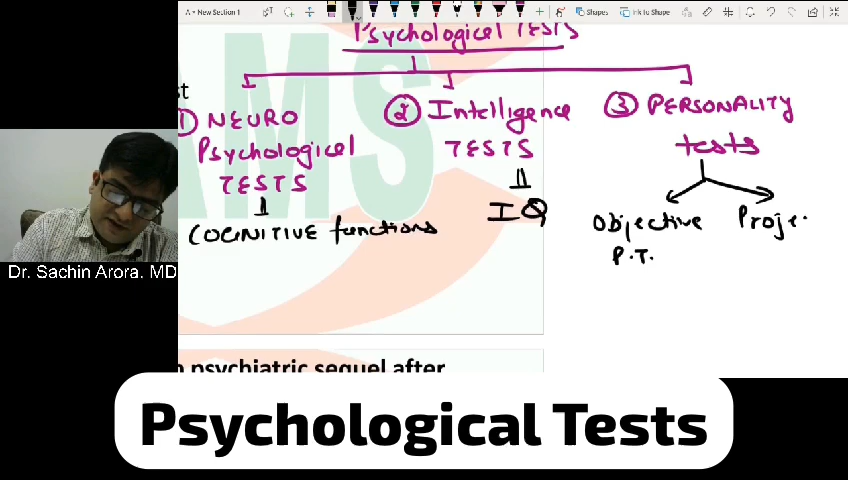 A • New Section 1
Shapes
Ink to Shape
Psychological TESTS
st
1 NEURO
Psychological
TESTS
COGNITIVE functions
2 Intelligence
TESTS
IQ
3 PERSONALITY
tests
Objective
P.T.
Proje.
Dr. Sachin Arora. MD
n psychiatric sequel after
Psychological Tests